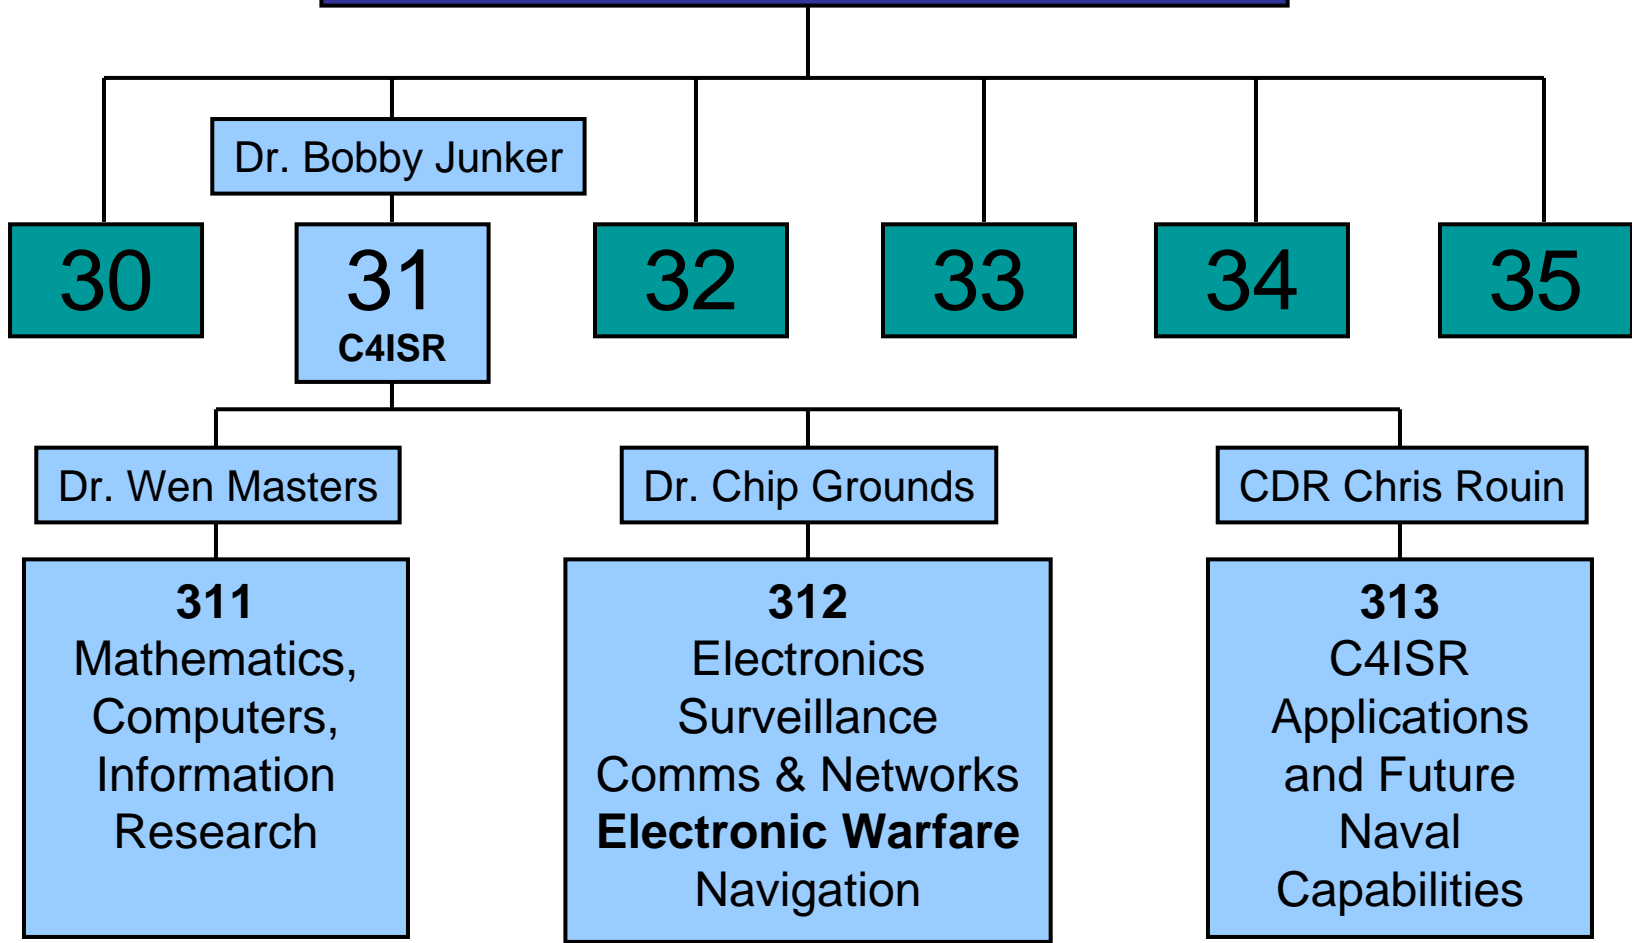 Dr. Bobby Junker
30
31
C4ISR
32
33
34
35
Dr. Wen Masters
Dr. Chip Grounds
CDR Chris Rouin
311
Mathematics,
Computers,
Information
Research
312
Electronics
Surveillance
Comms & Networks
Electronic Warfare
Navigation
313
C4ISR
Applications
and Future
Naval
Capabilities